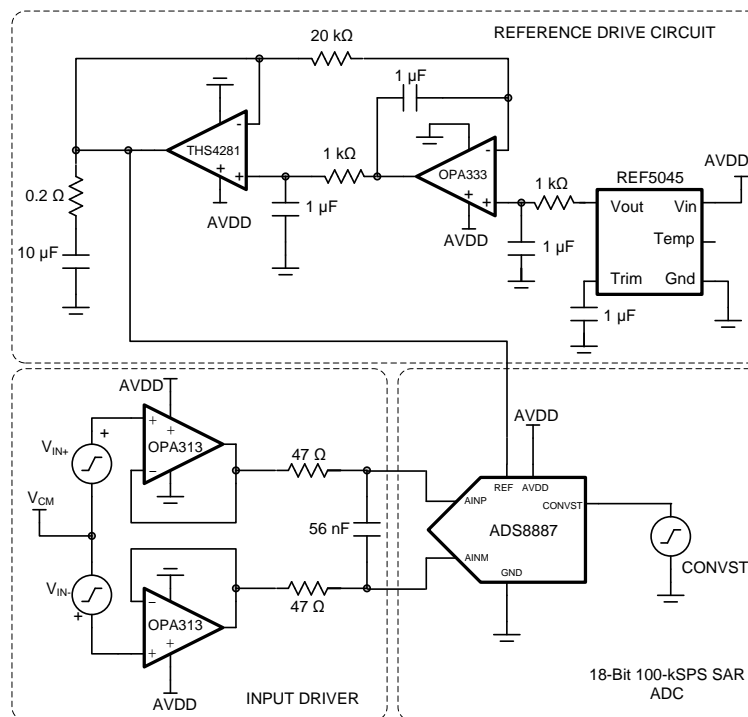 REFERENCE DRIVE CIRCUIT
20 kΩ
1 µF
-
THS4281
+
+
AVDD
1 kΩ
-
OPA333
+
+
AVDD
1 kΩ
REF5045
AVDD
Vout
Vin
Temp
Trim
Gnd
0.2 Ω
10 µF
1 µF
1 µF
1 µF
AVDD
+
VIN+
+
+
OPA313
−
47 Ω
VCM
56 nF
VIN-
+
−
OPA313
+
+
47 Ω
AVDD
INPUT DRIVER
AVDD
REF
AVDD
AINP
CONVST
ADS8887
AINM
GND
CONVST
18-Bit 100-kSPS SAR
ADC